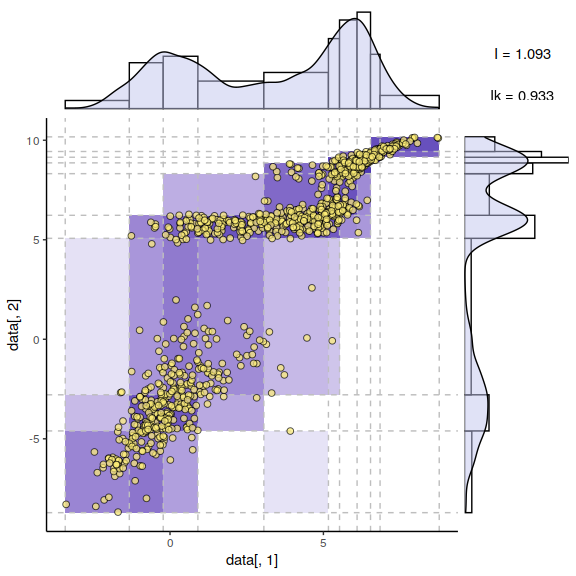 I = 1.093
Ik = 0.933
10
5
0
-5
data[, 2]
0
5
data[, 1]